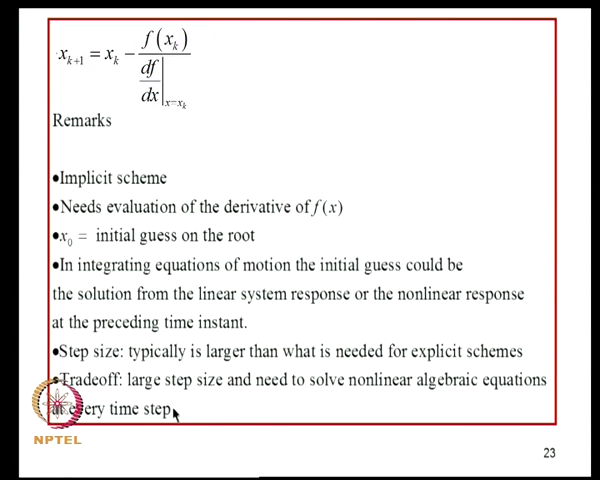 x_{k+1} = x_k − f(x_k) / (df/dx |_{x=x_k})
Remarks
•Implicit scheme
•Needs evaluation of the derivative of f(x)
•x_0 = initial guess on the root
•In integrating equations of motion the initial guess could be
the solution from the linear system response or the nonlinear response
at the preceding time instant.
•Step size: typically is larger than what is needed for explicit schemes
•Tradeoff: large step size and need to solve nonlinear algebraic equations
at every time step
NPTEL
23